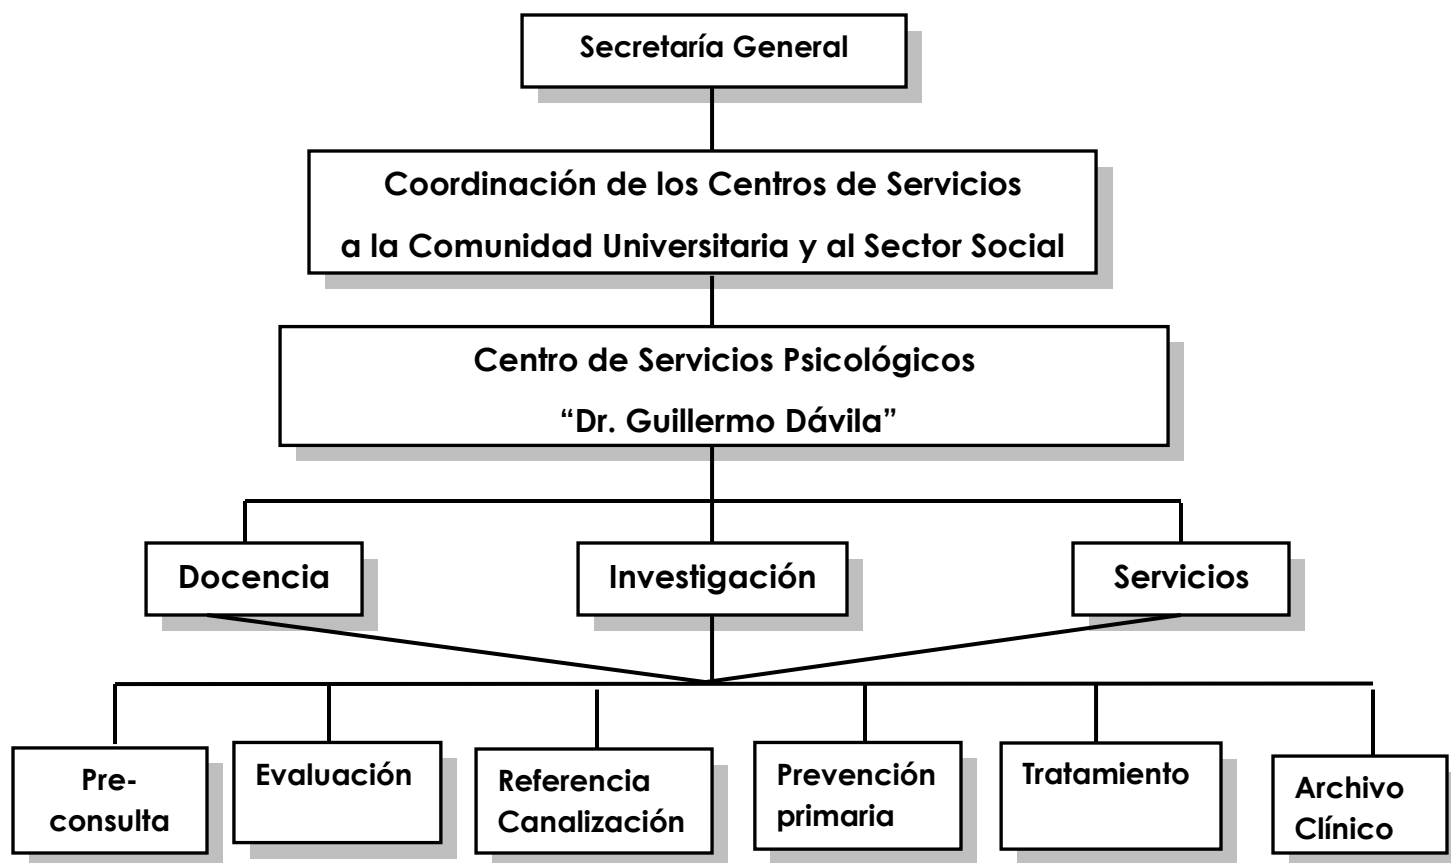 Secretaría General
Coordinación de los Centros de Servicios
a la Comunidad Universitaria y al Sector Social
Centro de Servicios Psicológicos
“Dr. Guillermo Dávila”
Docencia
Investigación
Servicios
Pre-
consulta
Evaluación
Referencia
Canalización
Prevención
primaria
Tratamiento
Archivo
Clínico